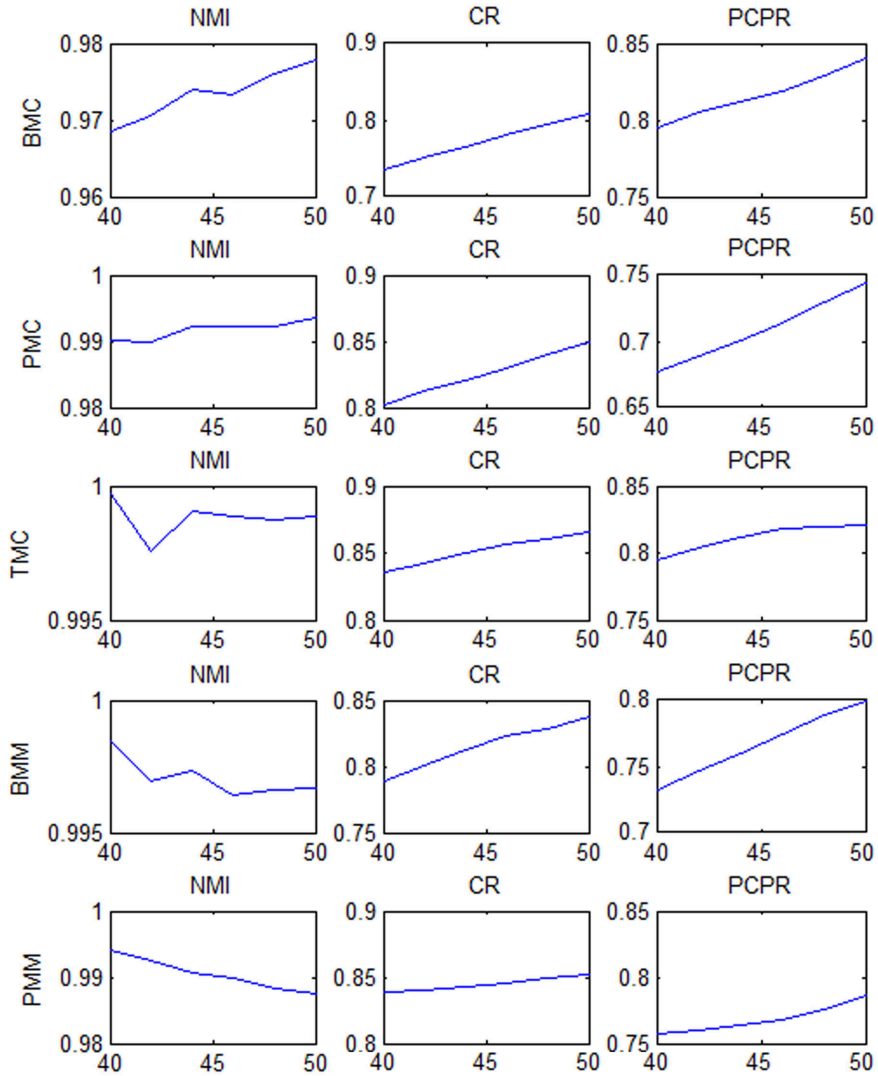 NMI CR PCPR
0.98 0.9 0.85
BMC 0.97 0.8 0.8
0.96 0.7 0.75
40 45 50 40 45 50 40 45 50
NMI CR PCPR
1 0.9 0.75
PMC 0.99 0.85 0.7
0.98 0.8 0.65
40 45 50 40 45 50 40 45 50
NMI CR PCPR
1 0.9 0.85
TMC 0.85 0.8
0.995 0.8 0.75
40 45 50 40 45 50 40 45 50
NMI CR PCPR
1 0.85 0.8
BMM 0.8 0.75
0.995 0.75 0.7
40 45 50 40 45 50 40 45 50
NMI CR PCPR
1 0.9 0.85
PMM 0.99 0.85 0.8
0.98 0.8 0.75
40 45 50 40 45 50 40 45 50